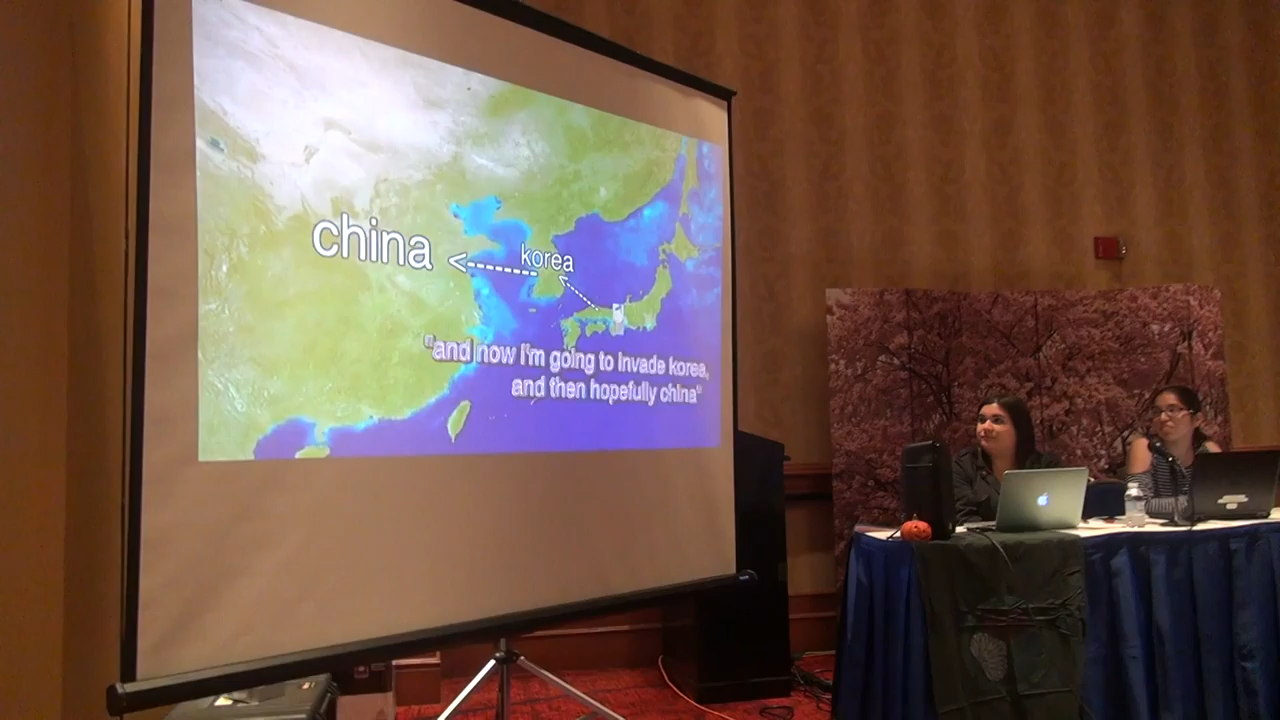 china
korea
"and now i'm going to invade korea,
and then hopefully china"